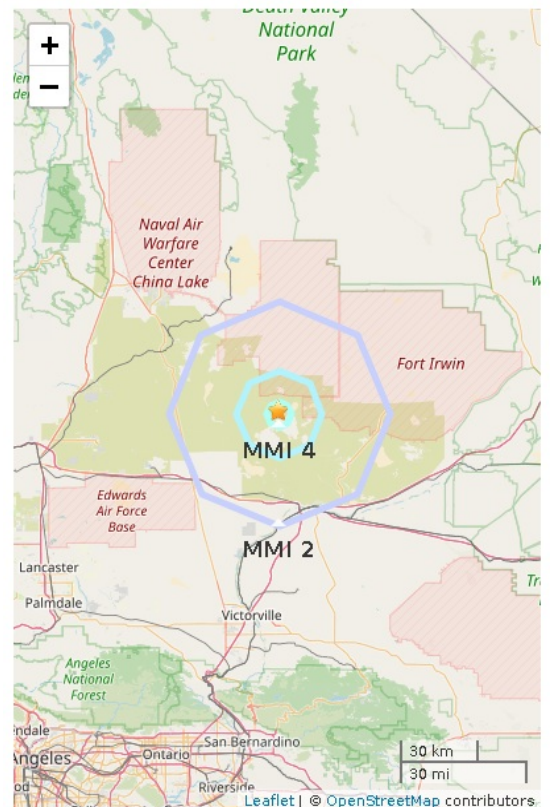 Death Valley
National
Park
+
−
Naval Air
Warfare
Center
China Lake
Fort Irwin
MMI 4
Edwards
Air Force
Base
MMI 2
Lancaster
Palmdale
Victorville
Angeles
National
Forest
San Bernardino
Ontario
Angeles
Riverside
30 km
30 mi
Leaflet | © OpenStreetMap contributors